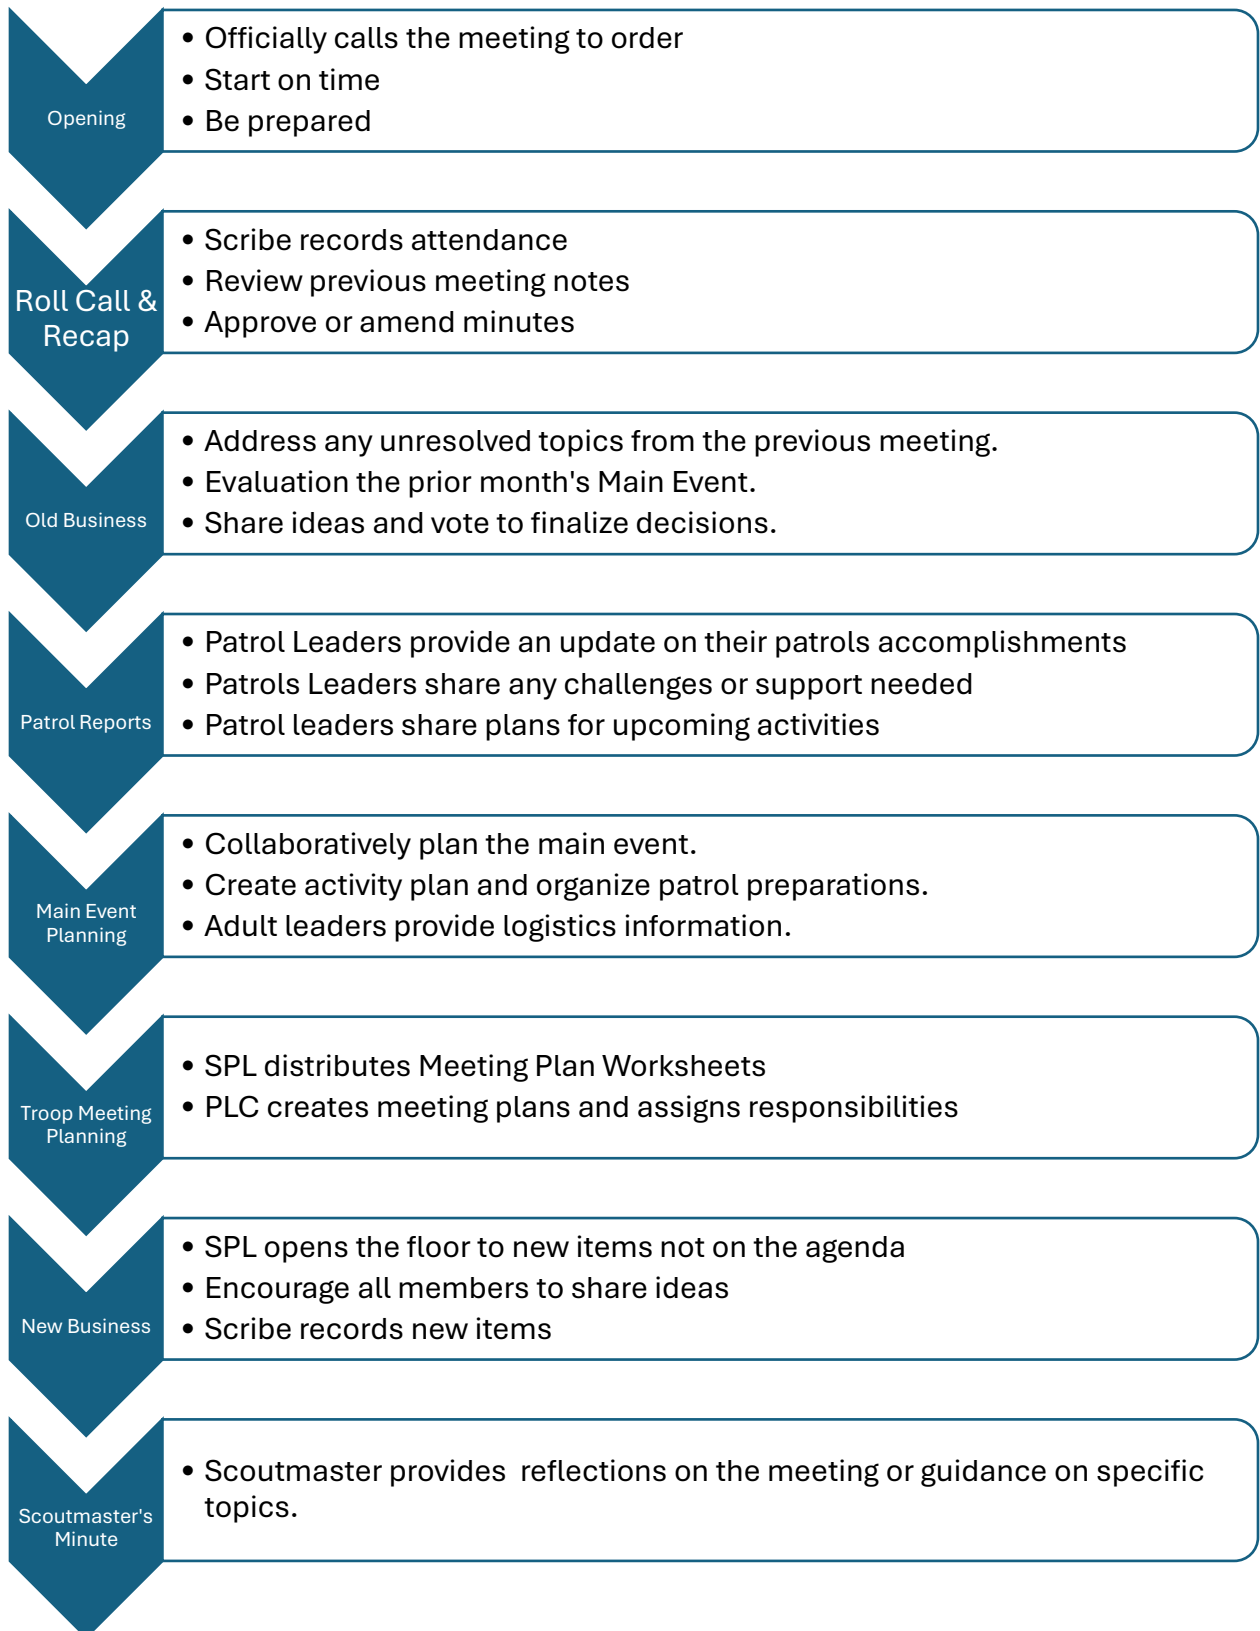 Opening
• Officially calls the meeting to order
• Start on time
• Be prepared
Roll Call &
Recap
• Scribe records attendance
• Review previous meeting notes
• Approve or amend minutes
Old Business
• Address any unresolved topics from the previous meeting.
• Evaluation the prior month's Main Event.
• Share ideas and vote to finalize decisions.
Patrol Reports
• Patrol Leaders provide an update on their patrols accomplishments
• Patrols Leaders share any challenges or support needed
• Patrol leaders share plans for upcoming activities
Main Event
Planning
• Collaboratively plan the main event.
• Create activity plan and organize patrol preparations.
• Adult leaders provide logistics information.
Troop Meeting
Planning
• SPL distributes Meeting Plan Worksheets
• PLC creates meeting plans and assigns responsibilities
New Business
• SPL opens the floor to new items not on the agenda
• Encourage all members to share ideas
• Scribe records new items
Scoutmaster's
Minute
• Scoutmaster provides  reflections on the meeting or guidance on specific
topics.